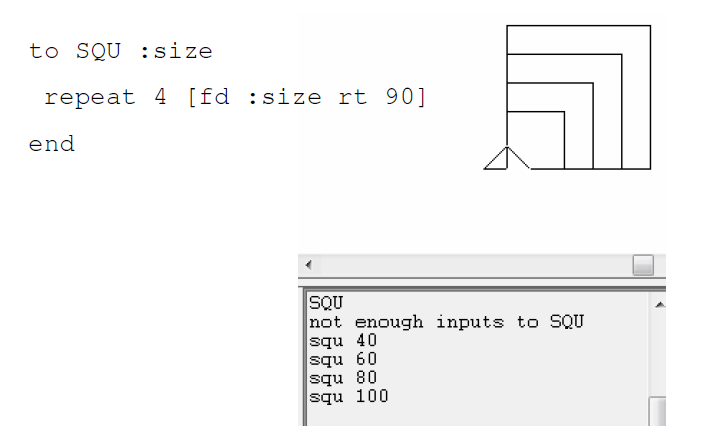 to SQU :size
repeat 4 [fd :size rt 90]
end
SQU
not enough inputs to SQU
squ 40
squ 60
squ 80
squ 100